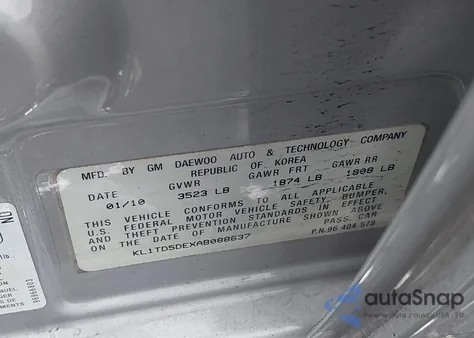 MFD. BY GM DAEWOO AUTO & TECHNOLOGY COMPANY
REPUBLIC OF KOREA
DATE GVWR GAWR FRT GAWR RR
01/10 3523 LB 1874 LB 1808 LB
THIS VEHICLE CONFORMS TO ALL APPLICABLE
U.S. FEDERAL MOTOR VEHICLE SAFETY, BUMPER,
AND THEFT PREVENTION STANDARDS IN EFFECT
ON THE DATE OF MANUFACTURE SHOWN ABOVE
KL1TD5DEXAB088637 PASS. CAR
P.N. 96 404 578
96966803
autoSnap